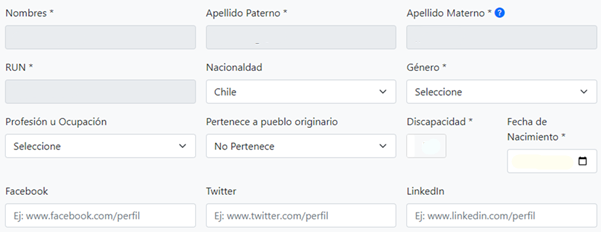 Nombres * Apellido Paterno * Apellido Materno * ?
RUN * Nacionaldad Género *
Chile Seleccione
Profesión u Ocupación Pertenece a pueblo originario Discapacidad * Fecha de
Nacimiento *
Seleccione No Pertenece
Facebook Twitter LinkedIn
Ej: www.facebook.com/perfil Ej: www.twitter.com/perfil Ej: www.linkedin.com/perfil